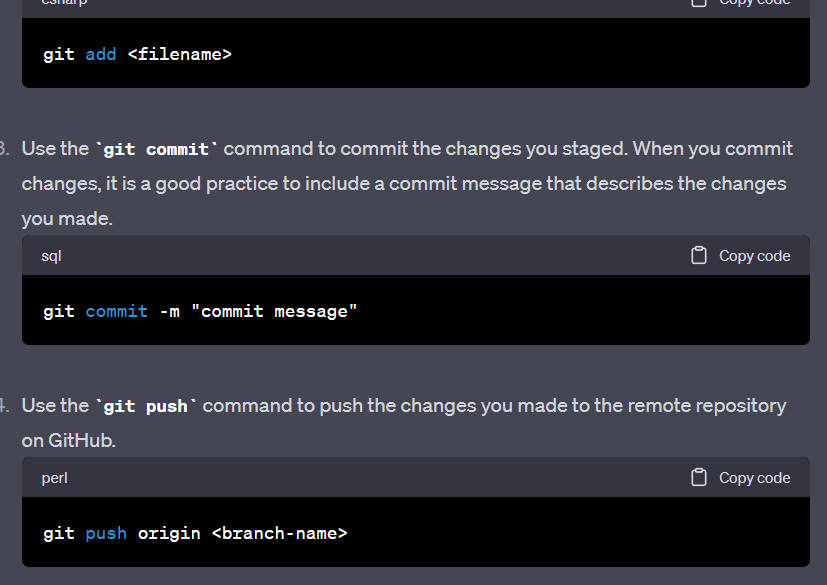 csharp
Copy code
git add <filename>
3. Use the `git commit` command to commit the changes you staged. When you commit
changes, it is a good practice to include a commit message that describes the changes
you made.
sql
Copy code
git commit -m "commit message"
4. Use the `git push` command to push the changes you made to the remote repository
on GitHub.
perl
Copy code
git push origin <branch-name>